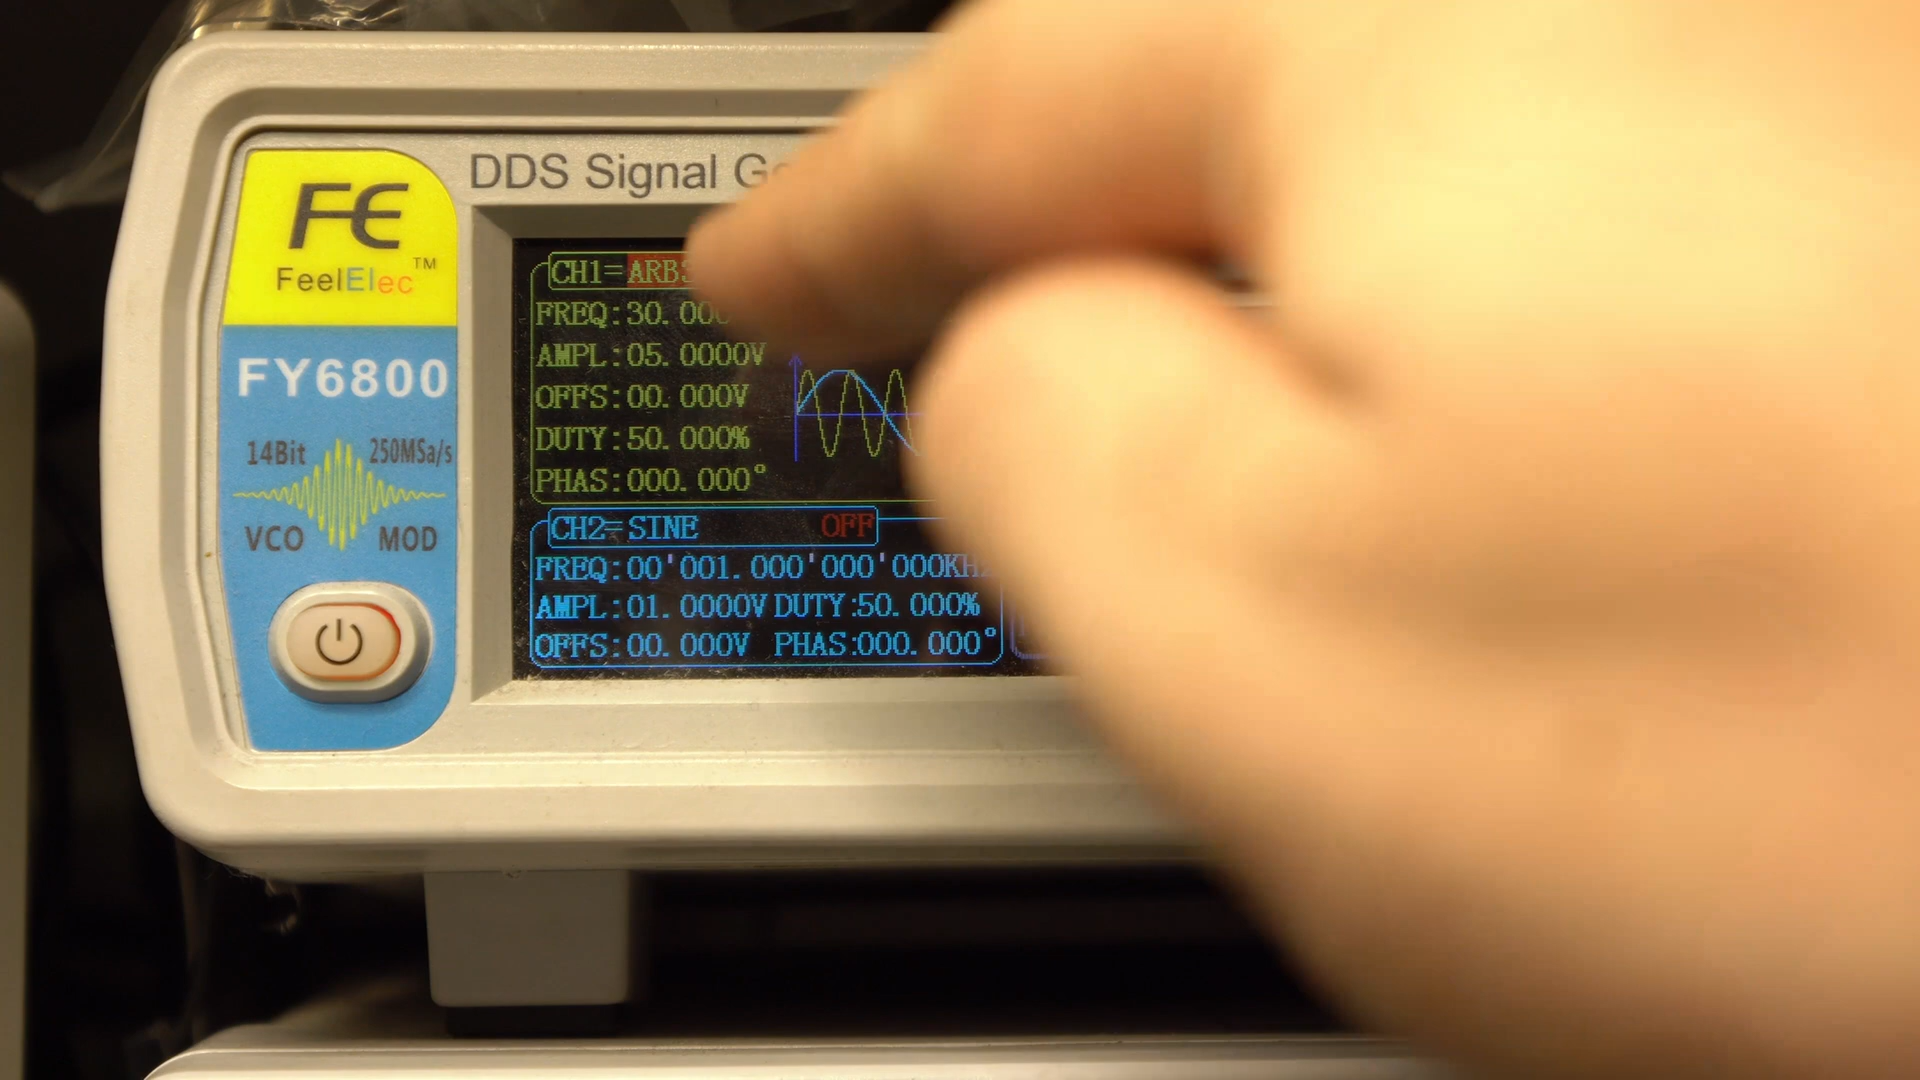 DDS Signal
FE
FeelElec™
FY6800
14Bit 250MSa/s
VCO MOD
CH1=ARB3
FREQ:30.000
AMPL:05.0000V
OFFS:00.000V
DUTY:50.000%
PHAS:000.000°
CH2=SINE OFF
FREQ:00'001.000'000'000KHz
AMPL:01.0000V DUTY:50.000%
OFFS:00.000V PHAS:000.000°